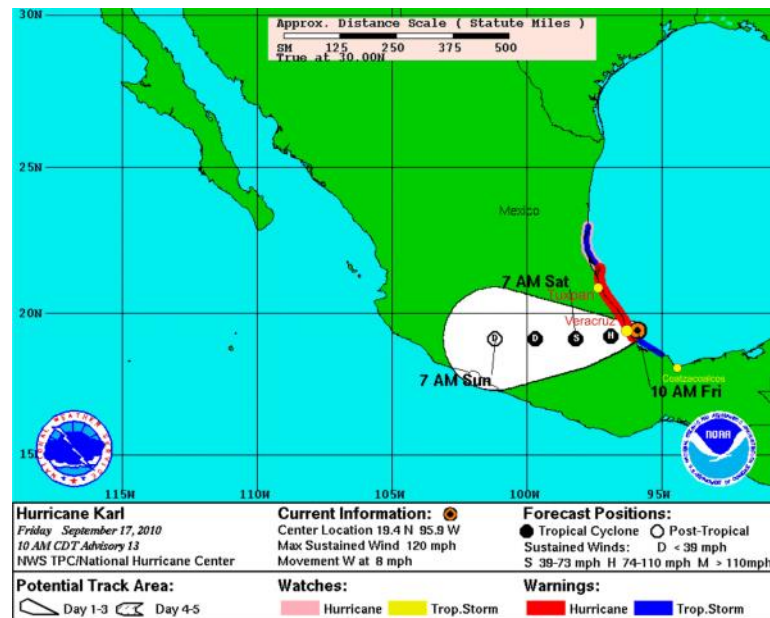 30N
Approx. Distance Scale ( Statute Miles )
SM 125 250 375 500
True at 30.00N
25N
Mexico
7 AM Sat
Tuxpan
20N
Veracruz
H
S
D
D
7 AM Sun
Coatzacoalcos
10 AM Fri
NATIONAL WEATHER SERVICE
NOAA
15N
115W 110W 105W 100W 95W
Hurricane Karl
Friday September 17, 2010
10 AM CDT Advisory 13
NWS TPC/National Hurricane Center
Current Information:
Center Location 19.4 N 95.9 W
Max Sustained Wind 120 mph
Movement W at 8 mph
Forecast Positions:
Tropical Cyclone Post-Tropical
Sustained Winds: D < 39 mph
S 39-73 mph H 74-110 mph M > 110mph
Potential Track Area:
Day 1-3 Day 4-5
Watches:
Hurricane Trop.Storm
Warnings:
Hurricane Trop.Storm